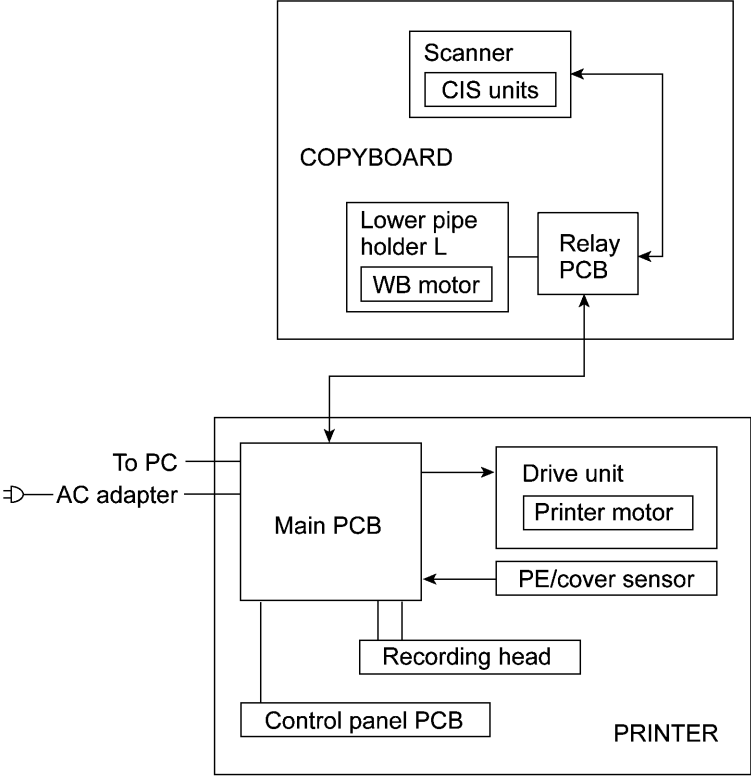 Scanner
CIS units
COPYBOARD
Lower pipe
holder L
WB motor
Relay
PCB
To PC
AC adapter
Main PCB
Drive unit
Printer motor
PE/cover sensor
Recording head
Control panel PCB
PRINTER